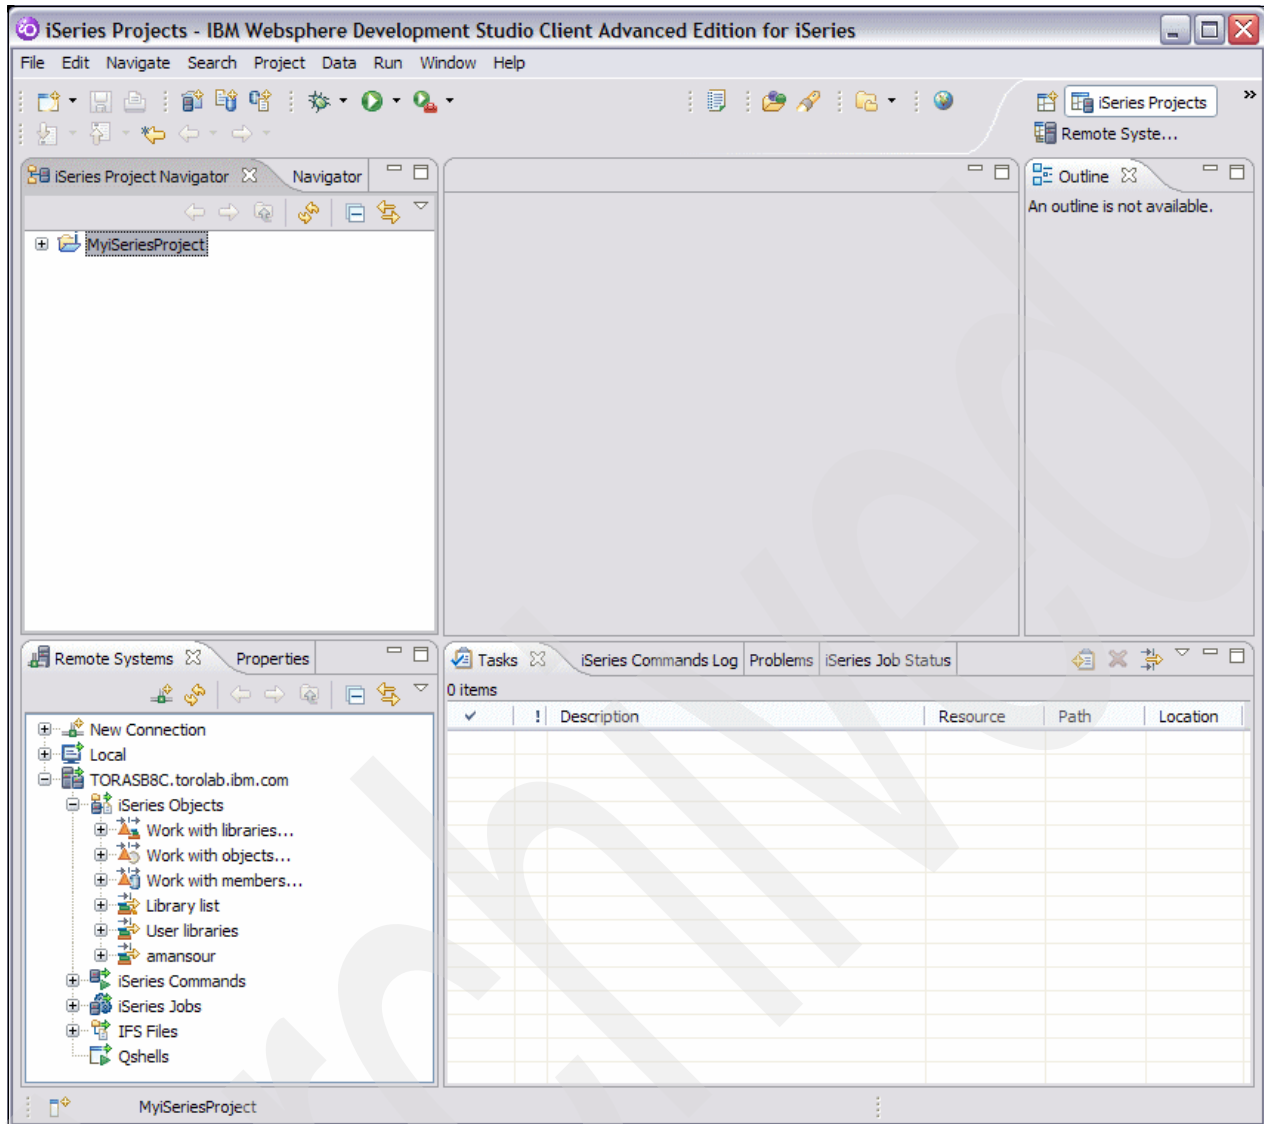 iSeries Projects - IBM Websphere Development Studio Client Advanced Edition for iSeries
File Edit Navigate Search Project Data Run Window Help
iSeries Projects
Remote Syste...
iSeries Project Navigator Navigator
Outline
An outline is not available.
MyiSeriesProject
Remote Systems Properties
New Connection
Local
TORASB8C.torolab.ibm.com
iSeries Objects
Work with libraries...
Work with objects...
Work with members...
Library list
User libraries
amansour
iSeries Commands
iSeries Jobs
IFS Files
Qshells
Tasks iSeries Commands Log Problems iSeries Job Status
0 items
! Description Resource Path Location
MyiSeriesProject